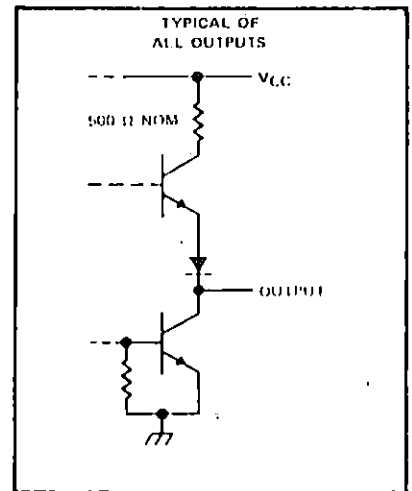 TYPICAL OF
ALL OUTPUTS
VCC
500 Ω NOM
OUTPUT